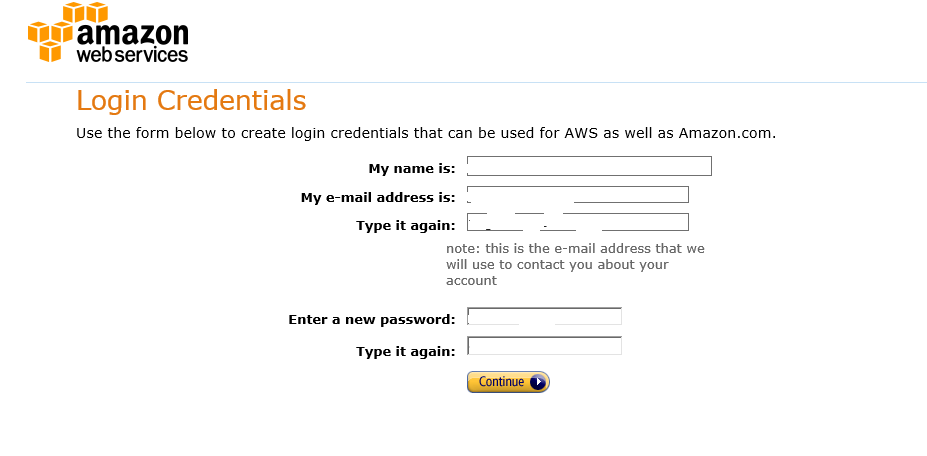 amazon
web services
Login Credentials
Use the form below to create login credentials that can be used for AWS as well as Amazon.com.
My name is:
My e-mail address is:
Type it again:
note: this is the e-mail address that we
will use to contact you about your
account
Enter a new password:
Type it again:
Continue